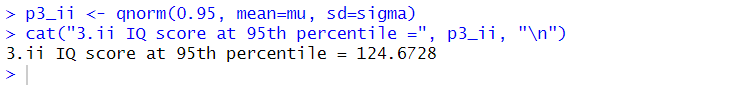 > p3_ii <- qnorm(0.95, mean=mu, sd=sigma)
> cat("3.ii IQ score at 95th percentile =", p3_ii, "\n")
3.ii IQ score at 95th percentile = 124.6728
>